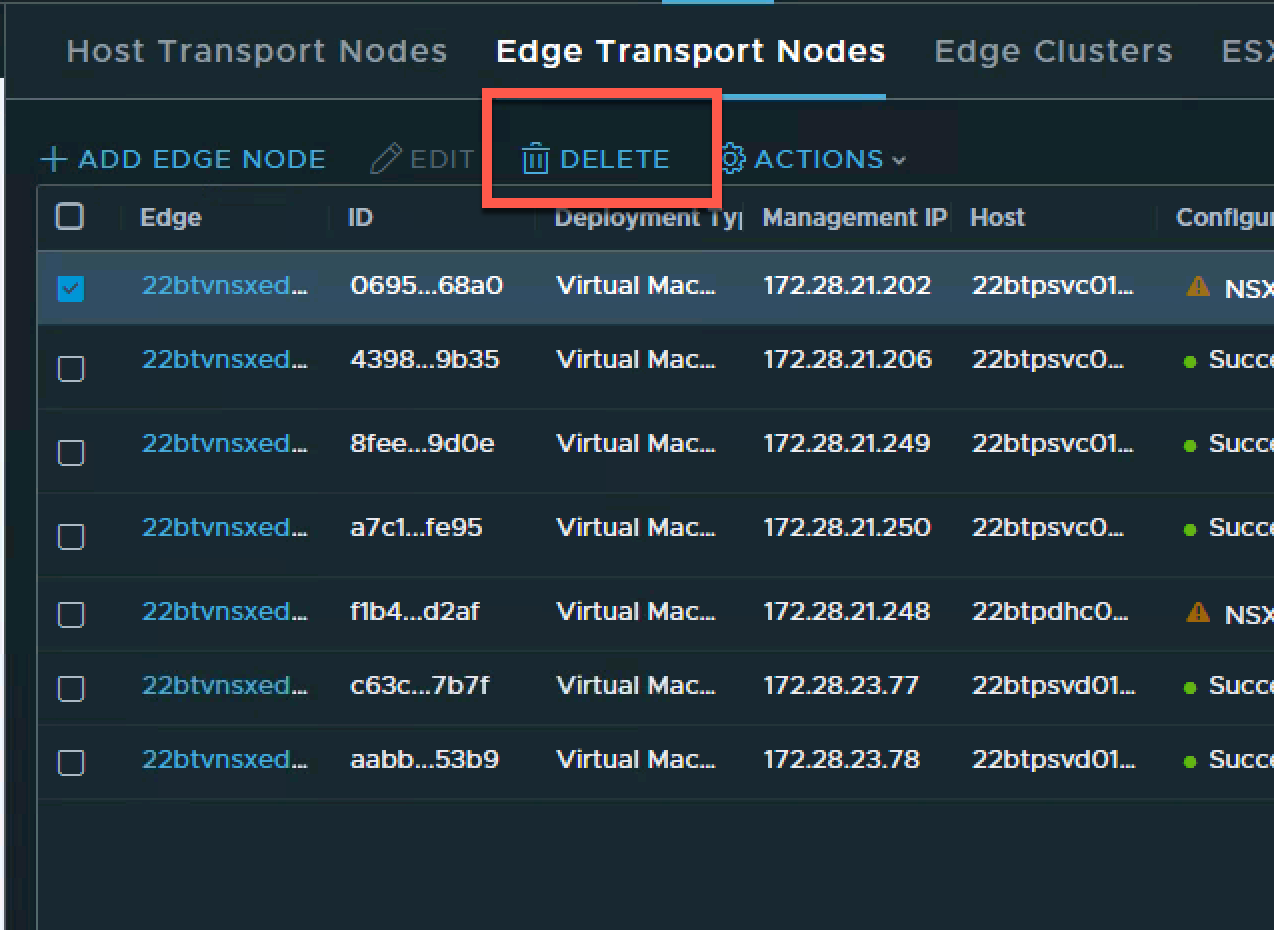 Host Transport Nodes Edge Transport Nodes Edge Clusters ESX
ADD EDGE NODE EDIT DELETE ACTIONS
Edge ID Deployment Ty Management IP Host Configur
22btvnsxed... 0695...68a0 Virtual Mac... 172.28.21.202 22btpsvc01... NSX
22btvnsxed... 4398...9b35 Virtual Mac... 172.28.21.206 22btpsvc0... Succe
22btvnsxed... 8fee...9d0e Virtual Mac... 172.28.21.249 22btpsvc01... Succe
22btvnsxed... a7c1...fe95 Virtual Mac... 172.28.21.250 22btpsvc0... Succe
22btvnsxed... f1b4...d2af Virtual Mac... 172.28.21.248 22btpdhc0... NSX
22btvnsxed... c63c...7b7f Virtual Mac... 172.28.23.77 22btpsvd01... Succe
22btvnsxed... aabb...53b9 Virtual Mac... 172.28.23.78 22btpsvd01... Succe